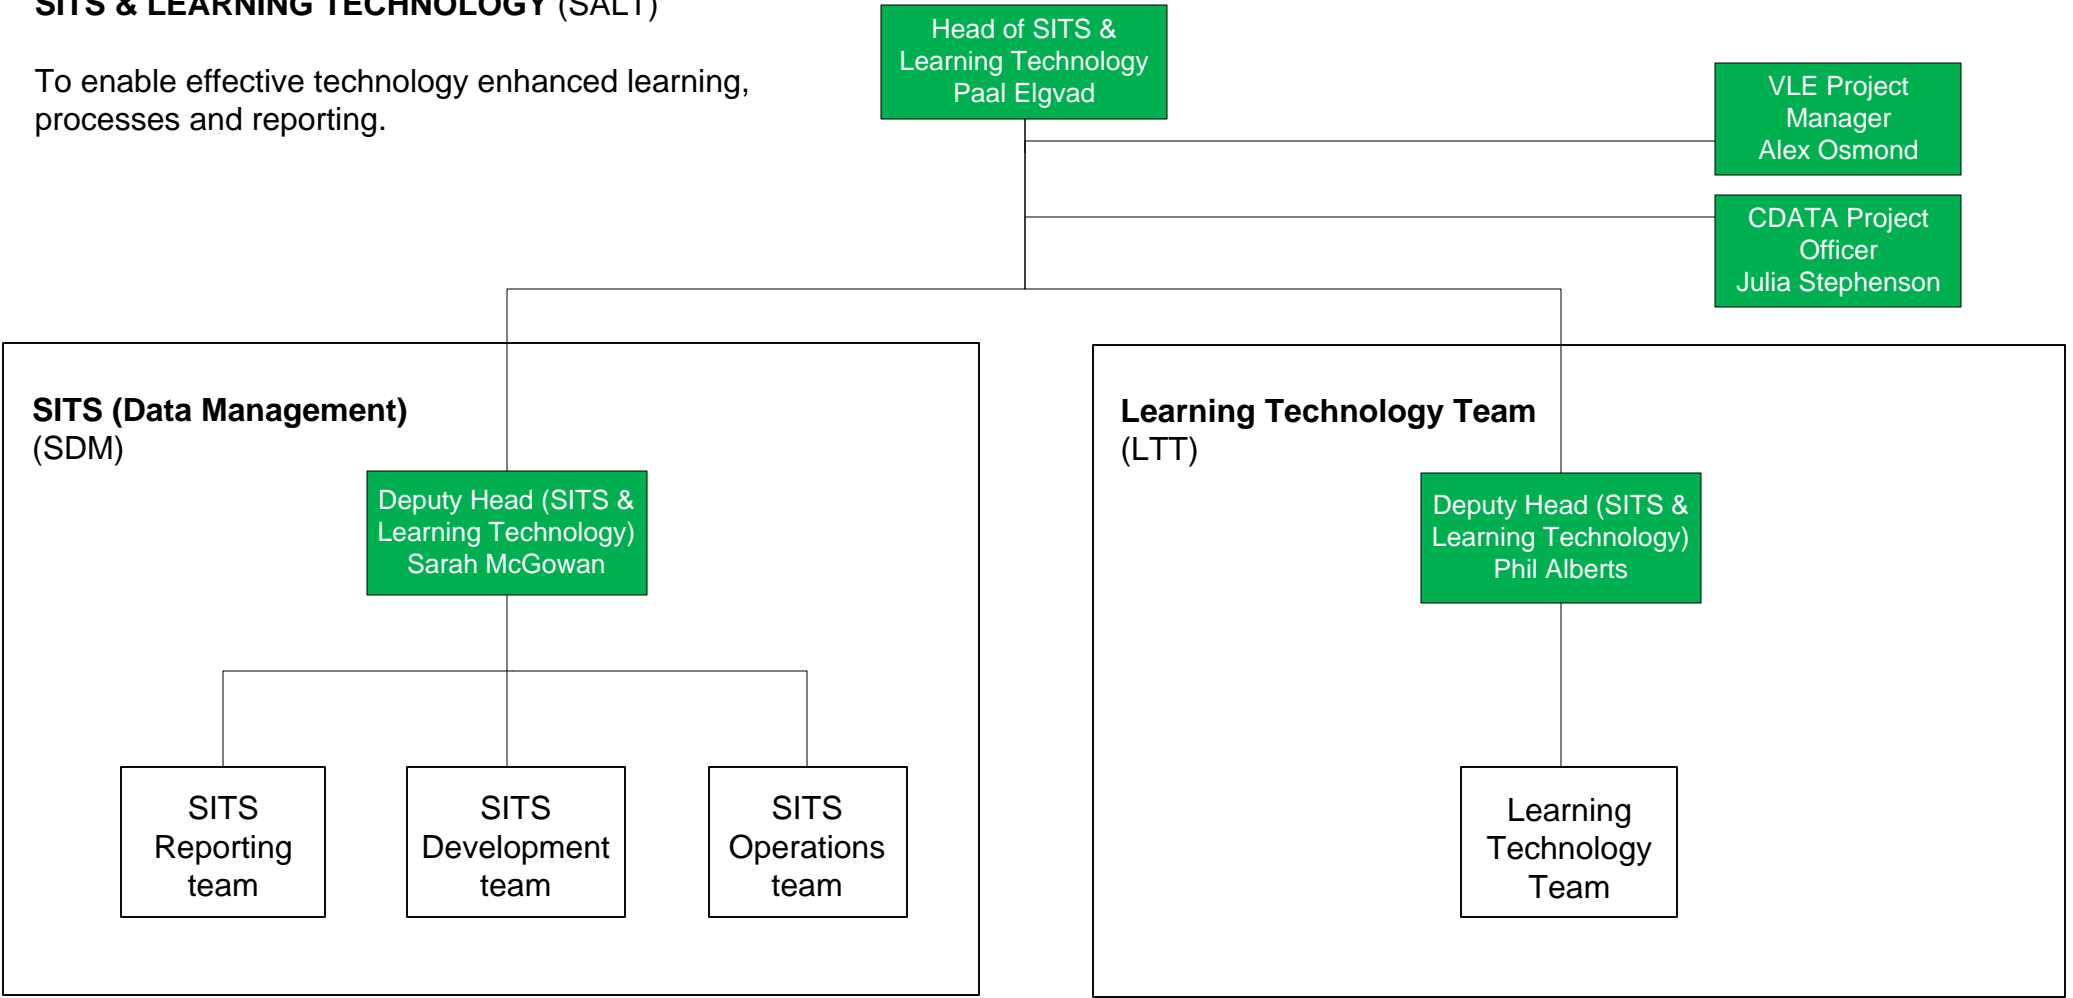 SITS & LEARNING TECHNOLOGY (SALT)
To enable effective technology enhanced learning,
processes and reporting.
Head of SITS &
Learning Technology
Paal Elgvad
VLE Project
Manager
Alex Osmond
CDATA Project
Officer
Julia Stephenson
SITS (Data Management)
(SDM)
Deputy Head (SITS &
Learning Technology)
Sarah McGowan
SITS
Reporting
team
SITS
Development
team
SITS
Operations
team
Learning Technology Team
(LTT)
Deputy Head (SITS &
Learning Technology)
Phil Alberts
Learning
Technology
Team